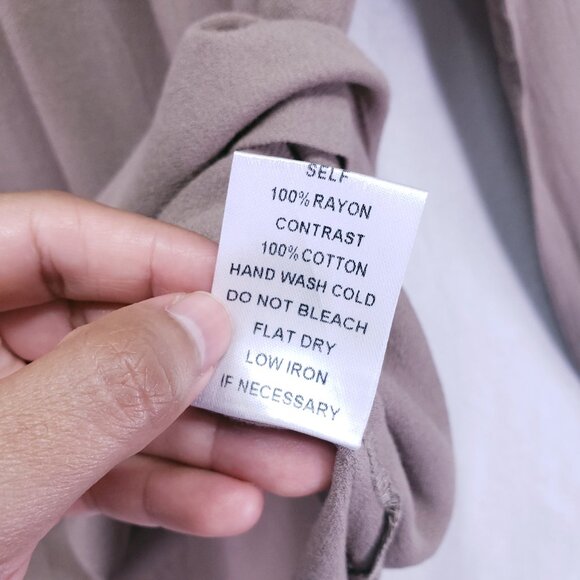 SELF
100% RAYON
CONTRAST
100% COTTON
HAND WASH COLD
DO NOT BLEACH
FLAT DRY
LOW IRON
IF NECESSARY